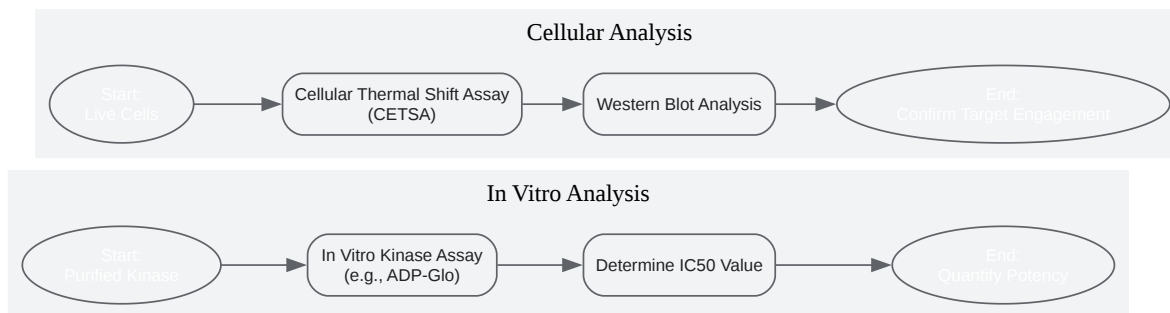 Cellular Analysis
Start:
Live Cells
Cellular Thermal Shift Assay
(CETSA)
Western Blot Analysis
End:
Confirm Target Engagement
In Vitro Analysis
Start:
Purified Kinase
In Vitro Kinase Assay
(e.g., ADP-Glo)
Determine IC50 Value
End:
Quantify Potency